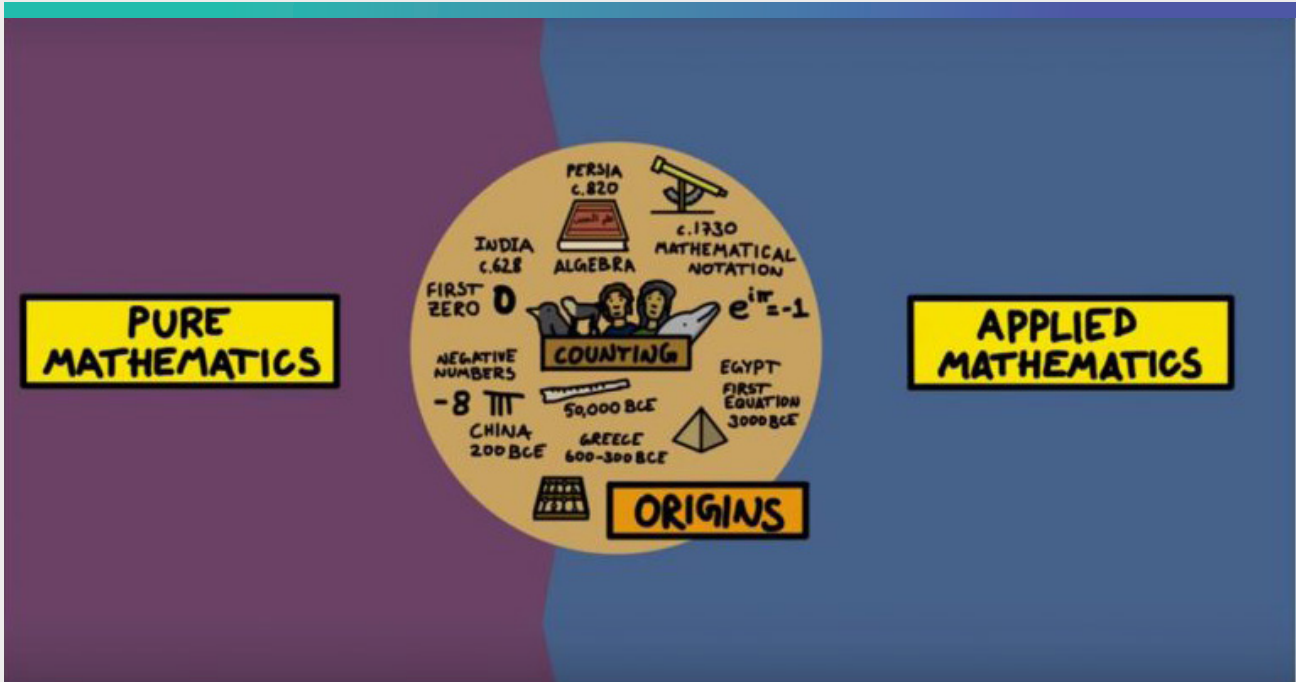 PURE
MATHEMATICS
PERSIA
c.820
ALGEBRA
c.1730
MATHEMATICAL
NOTATION
INDIA
c.628
FIRST
ZERO 0
e^iπ=-1
COUNTING
NEGATIVE
NUMBERS
-8
CHINA
200 BCE
50,000 BCE
GREECE
600-300 BCE
EGYPT
FIRST
EQUATION
3000 BCE
ORIGINS
APPLIED
MATHEMATICS